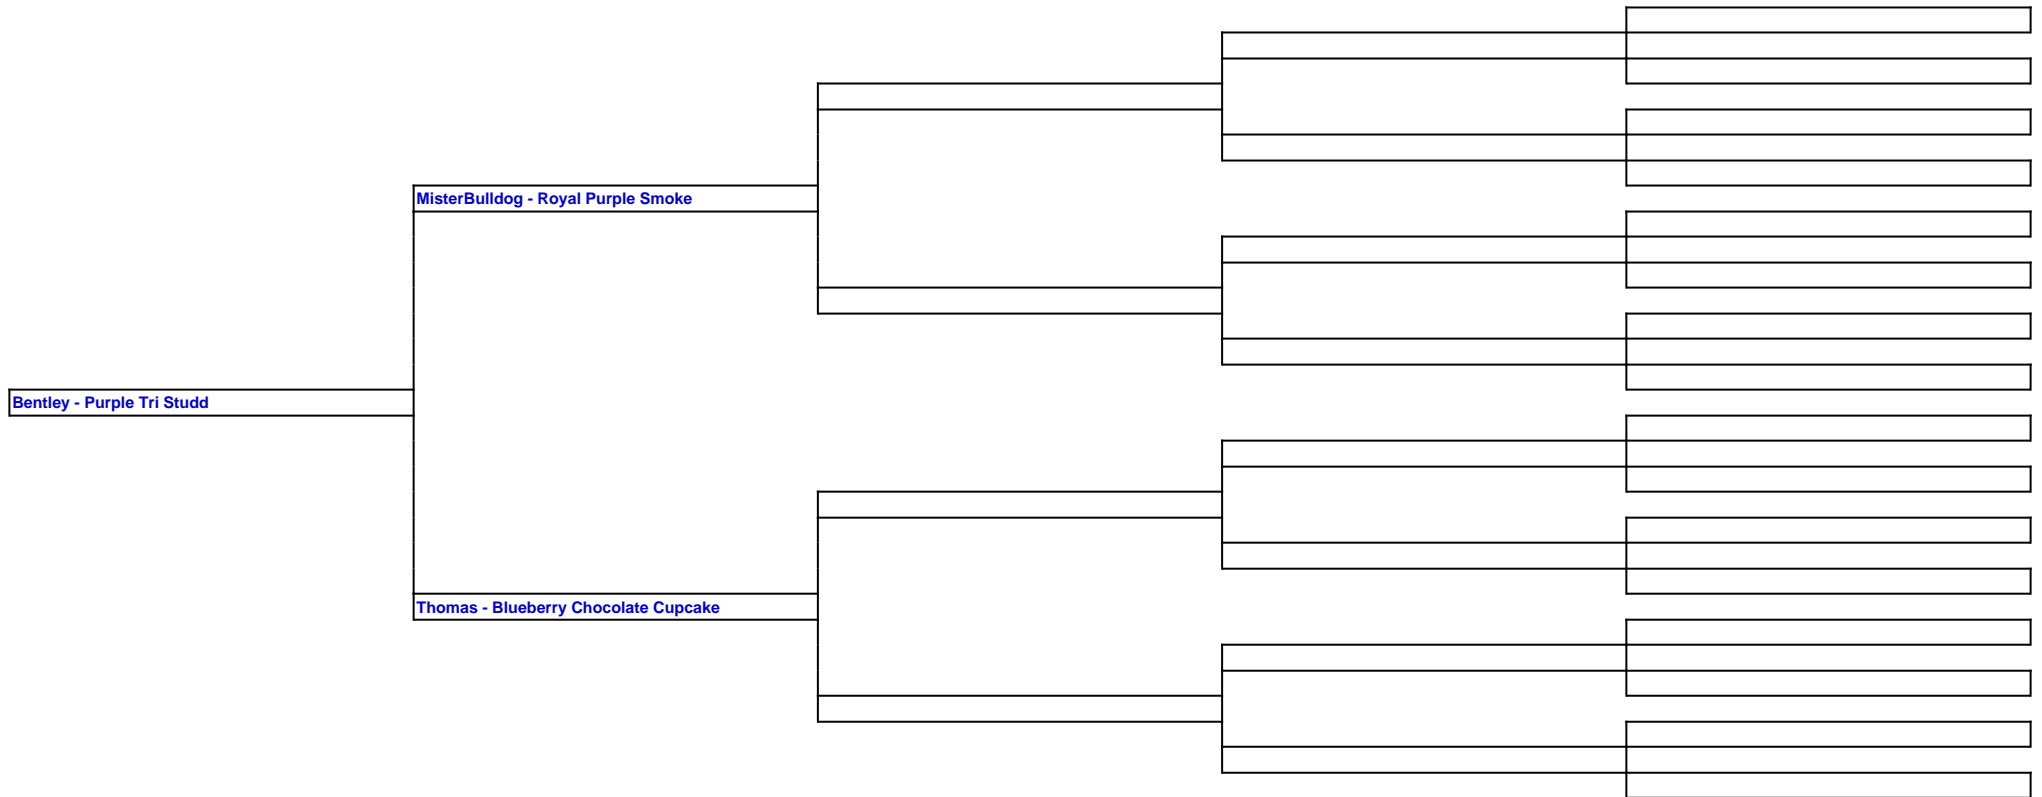 MisterBulldog - Royal Purple Smoke
Bentley - Purple Tri Studd
Thomas - Blueberry Chocolate Cupcake